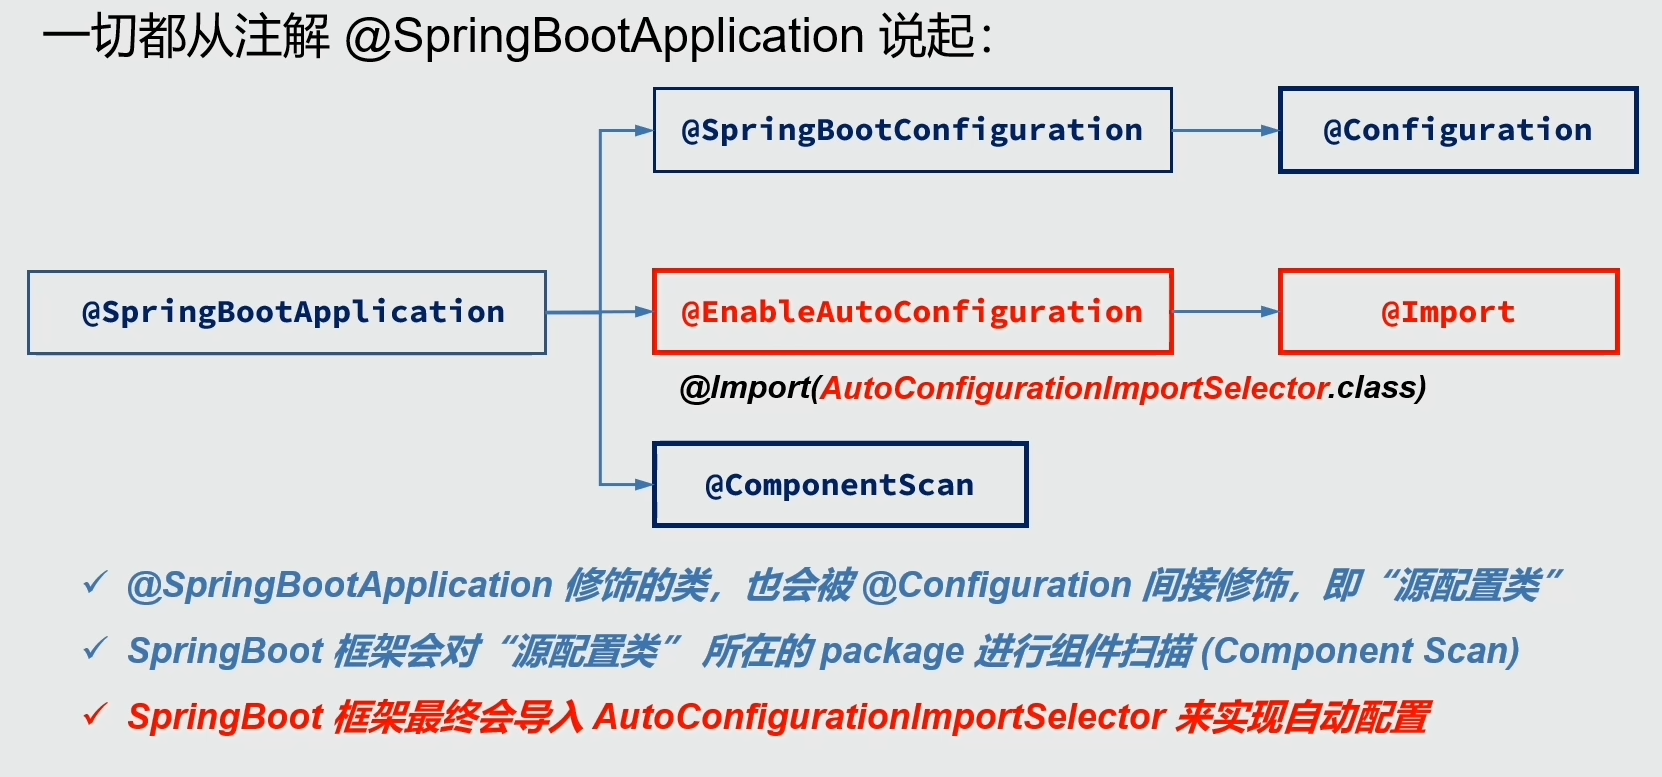 一切都从注解 @SpringBootApplication 说起：
@SpringBootConfiguration
@Configuration
@SpringBootApplication
@EnableAutoConfiguration
@Import
@Import(AutoConfigurationImportSelector.class)
@ComponentScan
✓ @SpringBootApplication 修饰的类，也会被 @Configuration 间接修饰，即“源配置类”
✓ SpringBoot 框架会对“源配置类” 所在的 package 进行组件扫描 (Component Scan)
✓ SpringBoot 框架最终会导入 AutoConfigurationImportSelector 来实现自动配置